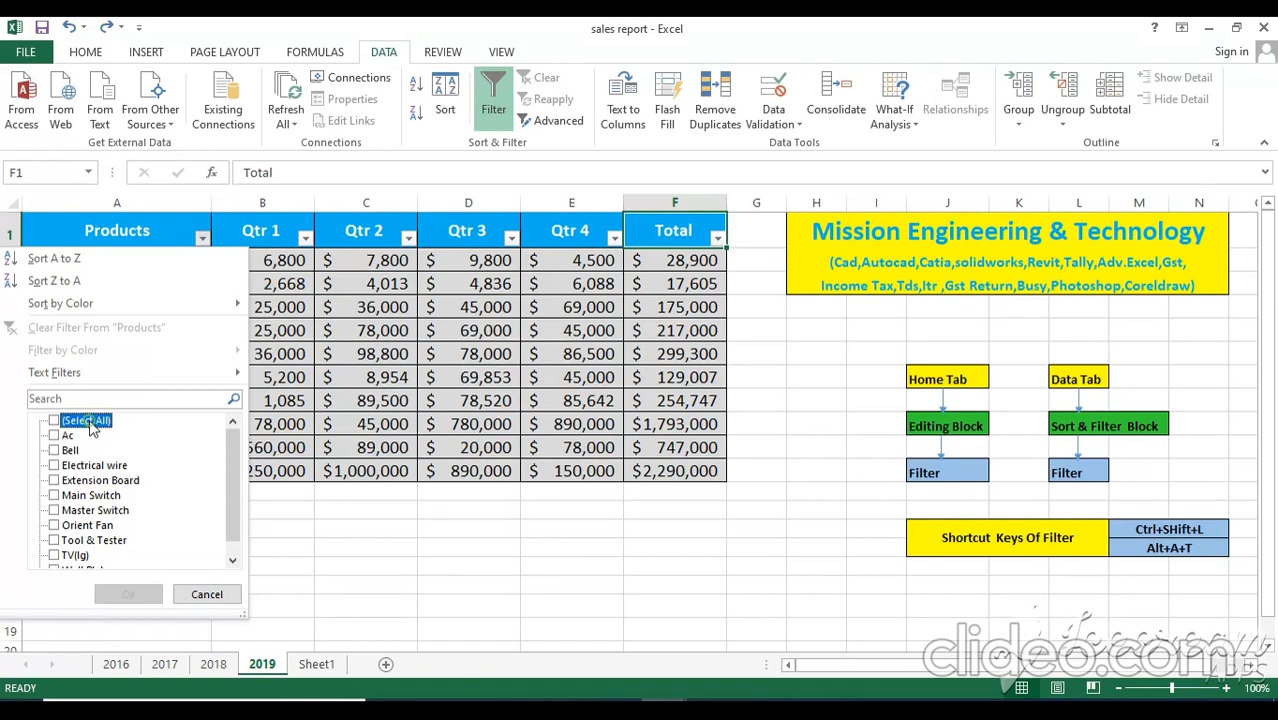 sales report - Excel
?
FILE HOME INSERT PAGE LAYOUT FORMULAS DATA REVIEW VIEW Sign in
From Access
From Web
From Text
From Other Sources
Existing Connections
Get External Data
Refresh All
Connections
Properties
Edit Links
Connections
Sort
Filter
Clear
Reapply
Advanced
Sort & Filter
Text to Columns
Flash Fill
Remove Duplicates
Data Validation
Consolidate
What-If Analysis
Relationships
Data Tools
Group
Ungroup
Subtotal
Show Detail
Hide Detail
Outline
F1 fx Total
A B C D E F G H I J K L M N
1 Products Qtr 1 Qtr 2 Qtr 3 Qtr 4 Total
6,800 $ 7,800 $ 9,800 $ 4,500 $ 28,900
2,668 $ 4,013 $ 4,836 $ 6,088 $ 17,605
25,000 $ 36,000 $ 45,000 $ 69,000 $ 175,000
25,000 $ 78,000 $ 69,000 $ 45,000 $ 217,000
36,000 $ 98,800 $ 78,000 $ 86,500 $ 299,300
5,200 $ 8,954 $ 69,853 $ 45,000 $ 129,007
1,085 $ 89,500 $ 78,520 $ 85,642 $ 254,747
78,000 $ 45,000 $ 780,000 $ 890,000 $1,793,000
560,000 $ 89,000 $ 20,000 $ 78,000 $ 747,000
250,000 $1,000,000 $ 890,000 $ 150,000 $2,290,000
Sort A to Z
Sort Z to A
Sort by Color
Clear Filter From "Products"
Filter by Color
Text Filters
Search
(Select All)
Ac
Bell
Electrical wire
Extension Board
Main Switch
Master Switch
Orient Fan
Tool & Tester
TV(lg)
Ok Cancel
Mission Engineering & Technology
(Cad,Autocad,Catia,solidworks,Revit,Tally,Adv.Excel,Gst,
Income Tax,Tds,Itr ,Gst Return,Busy,Photoshop,Coreldraw)
Home Tab Data Tab
Editing Block Sort & Filter Block
Filter Filter
Shortcut Keys Of Filter
Ctrl+SHift+L
Alt+A+T
19
20
clideo.com
APPS
2016 2017 2018 2019 Sheet1
READY 100%